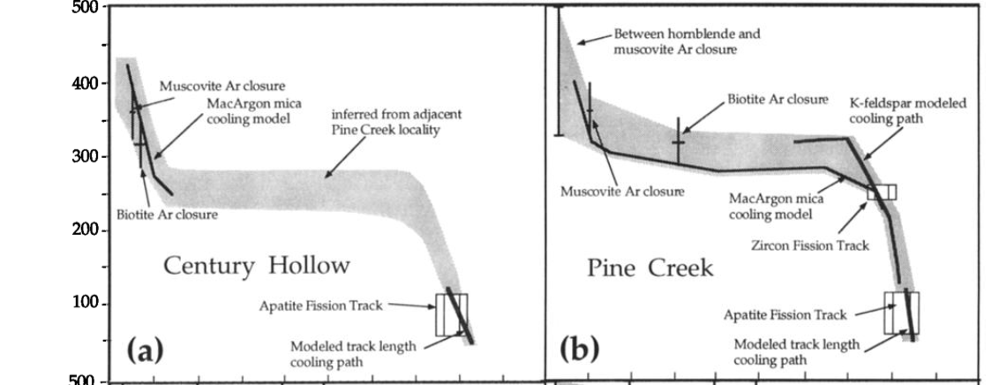 500
400
300
200
100
500
Muscovite Ar closure
MacArgon mica
cooling model
inferred from adjacent
Pine Creek locality
Biotite Ar closure
Century Hollow
Apatite Fission Track
Modeled track length
cooling path
(a)
Between hornblende and
muscovite Ar closure
Biotite Ar closure
K-feldspar modeled
cooling path
Muscovite Ar closure
MacArgon mica
cooling model
Zircon Fission Track
Pine Creek
Apatite Fission Track
Modeled track length
cooling path
(b)